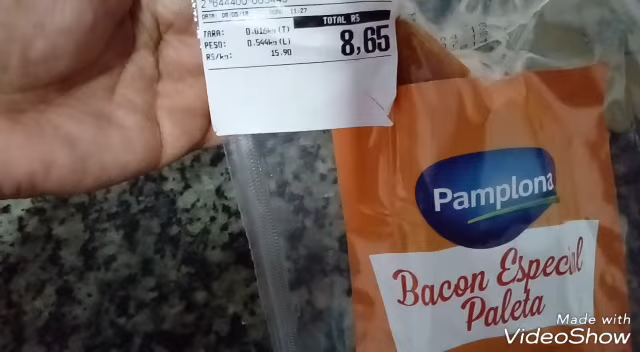 TOTAL R$
TARA: 0.016kg(T)
PESO: 0.544kg(L)
R$/kg: 15.90
8,65
Pamplona
Bacon Especial
Paleta
Made with
VideoShow